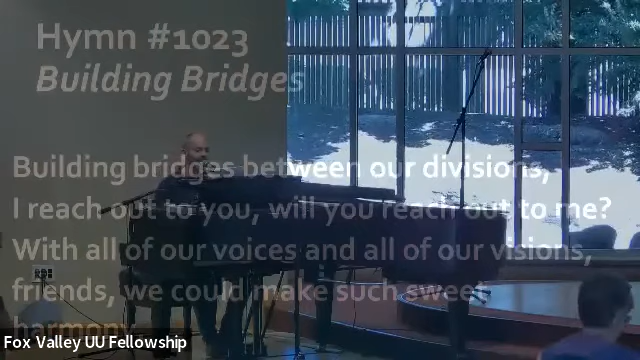 Hymn #1023
Building Bridges
Building bridges between our divisions,
I reach out to you, will you reach out to me?
With all of our voices and all of our visions,
friends, we could make such sweet
harmony.
Fox Valley UU Fellowship